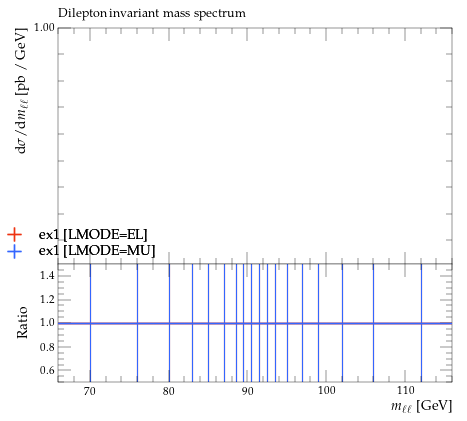 Dilepton invariant mass spectrum
1.00
dσ/dmℓℓ [pb / GeV]
ex1 [LMODE=EL]
ex1 [LMODE=MU]
1.4
1.2
1.0
0.8
0.6
Ratio
70 80 90 100 110
mℓℓ [GeV]